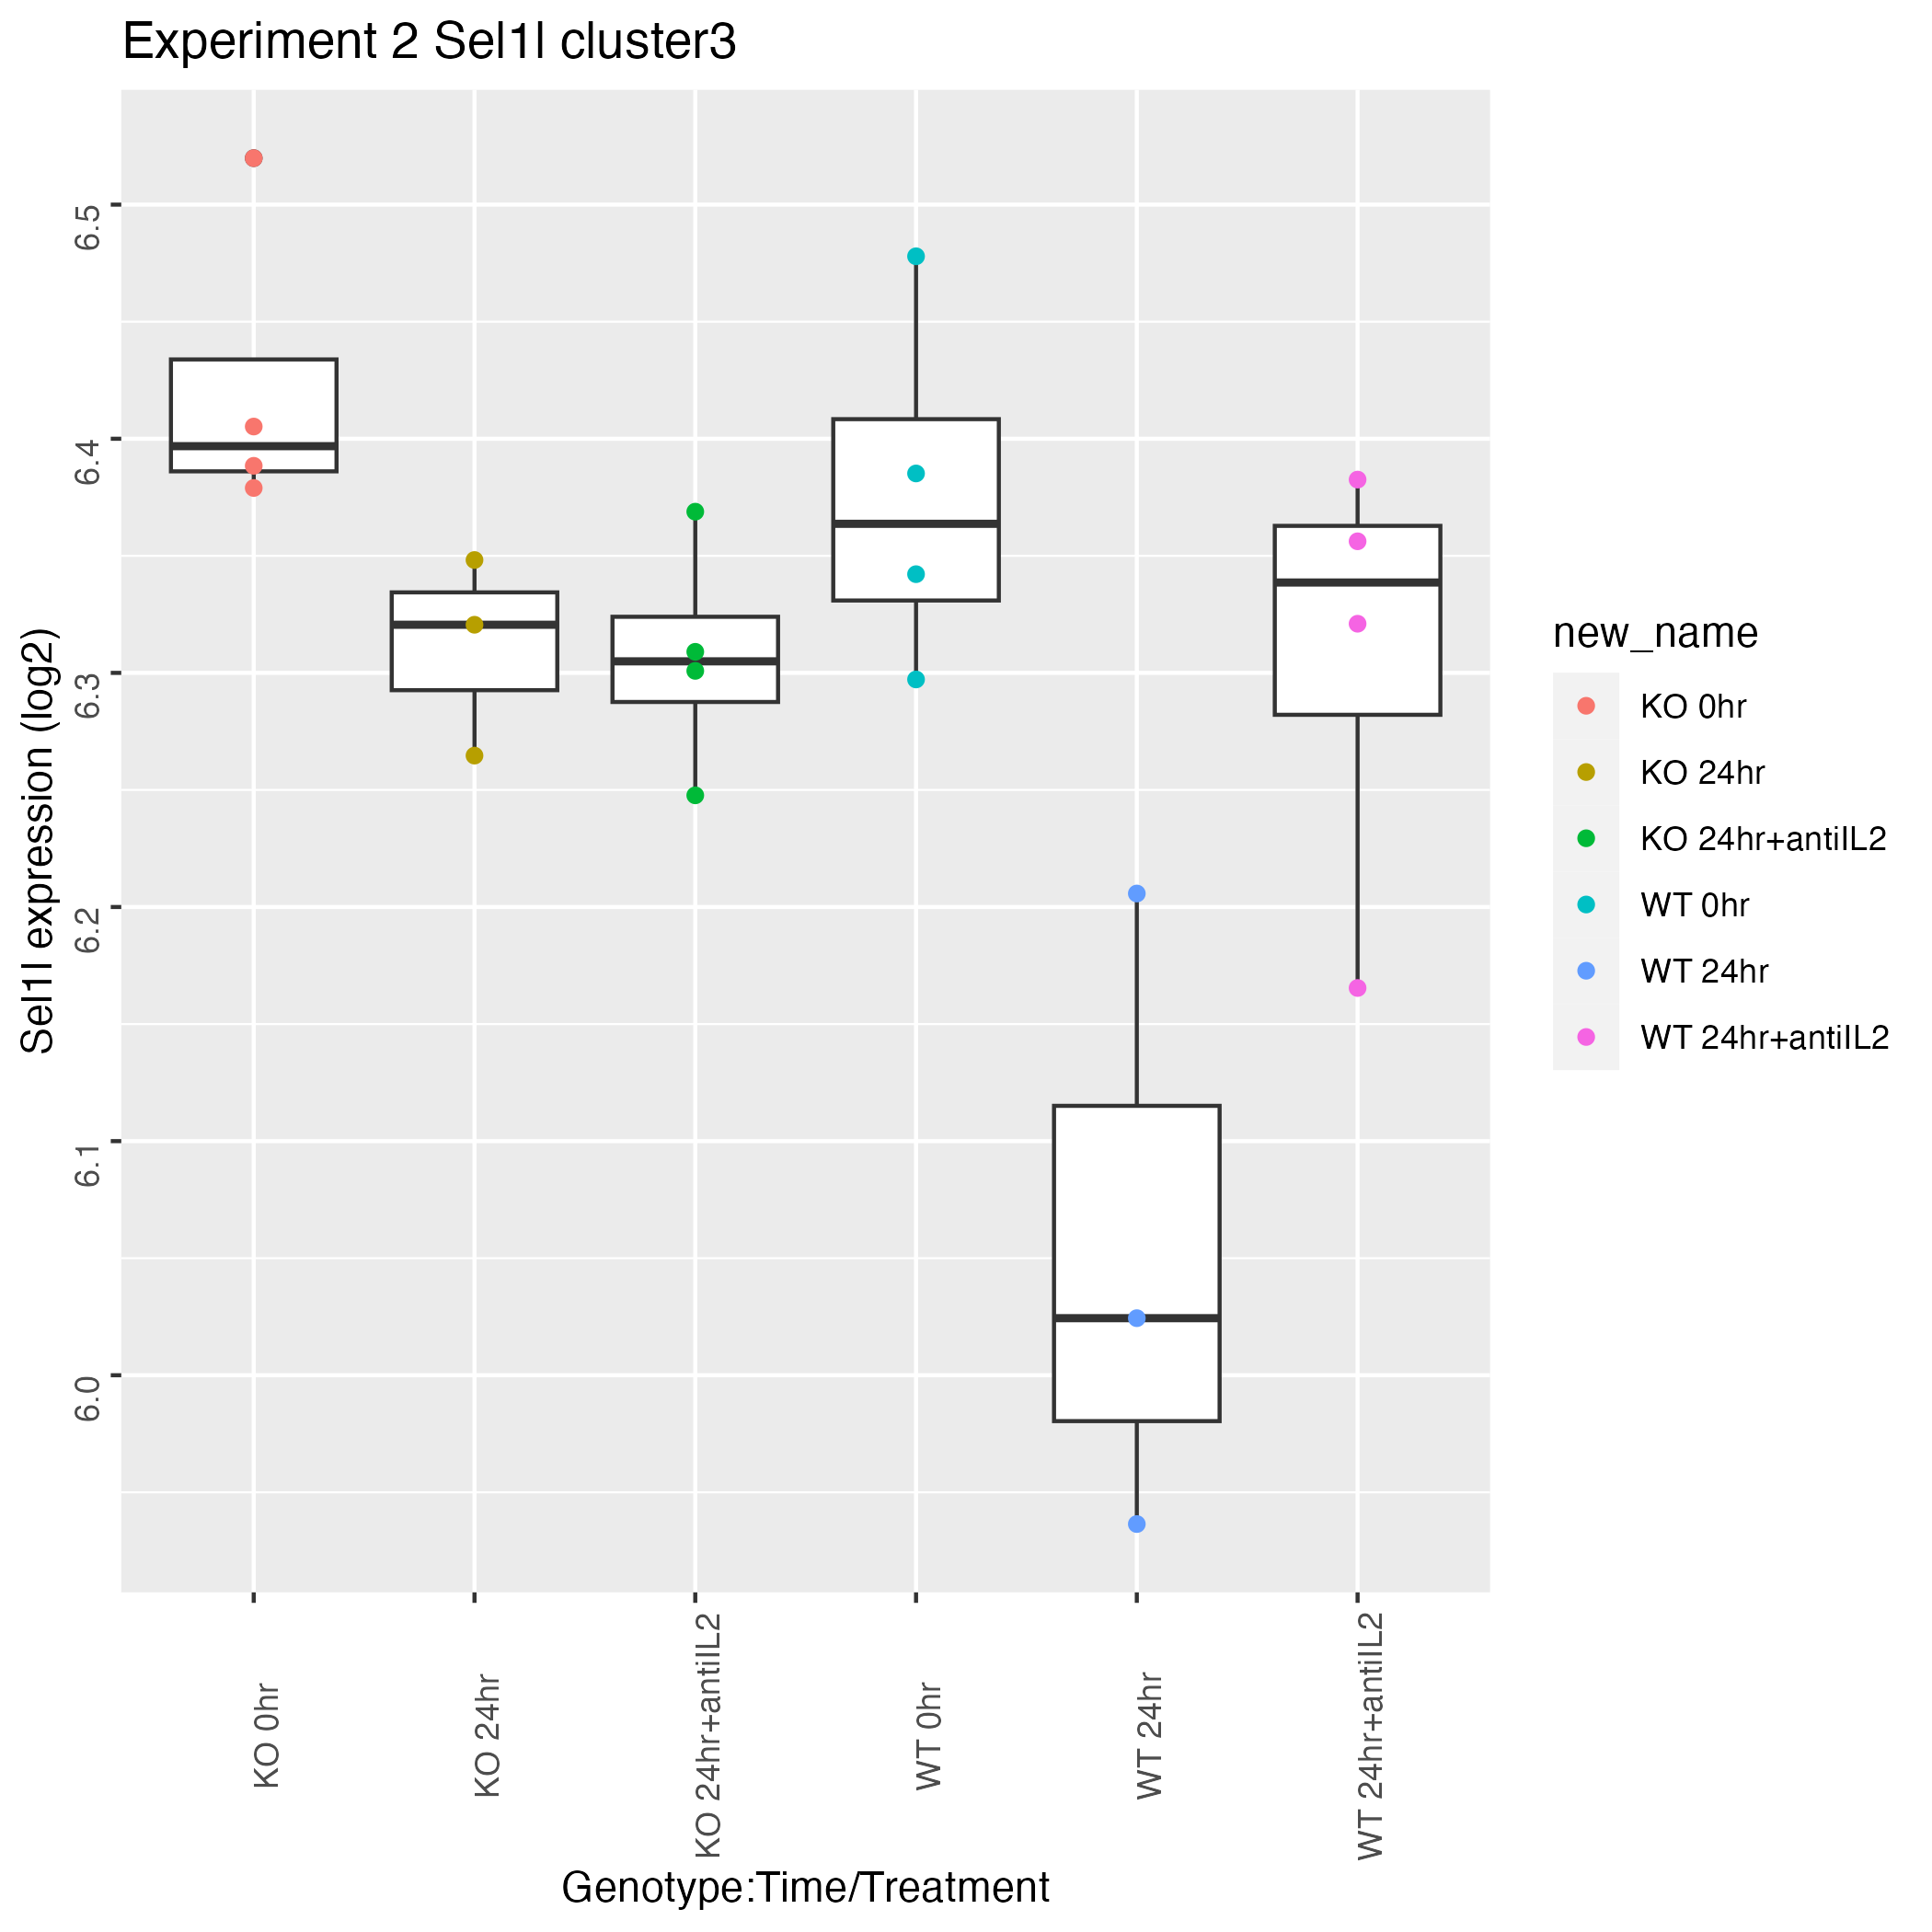 Experiment 2 Sel1l cluster3
Sel1l expression (log2)
6.5
6.4
6.3
6.2
6.1
6.0
KO 0hr
KO 24hr
KO 24hr+antiIL2
WT 0hr
WT 24hr
WT 24hr+antiIL2
Genotype:Time/Treatment
new_name
KO 0hr
KO 24hr
KO 24hr+antiIL2
WT 0hr
WT 24hr
WT 24hr+antiIL2